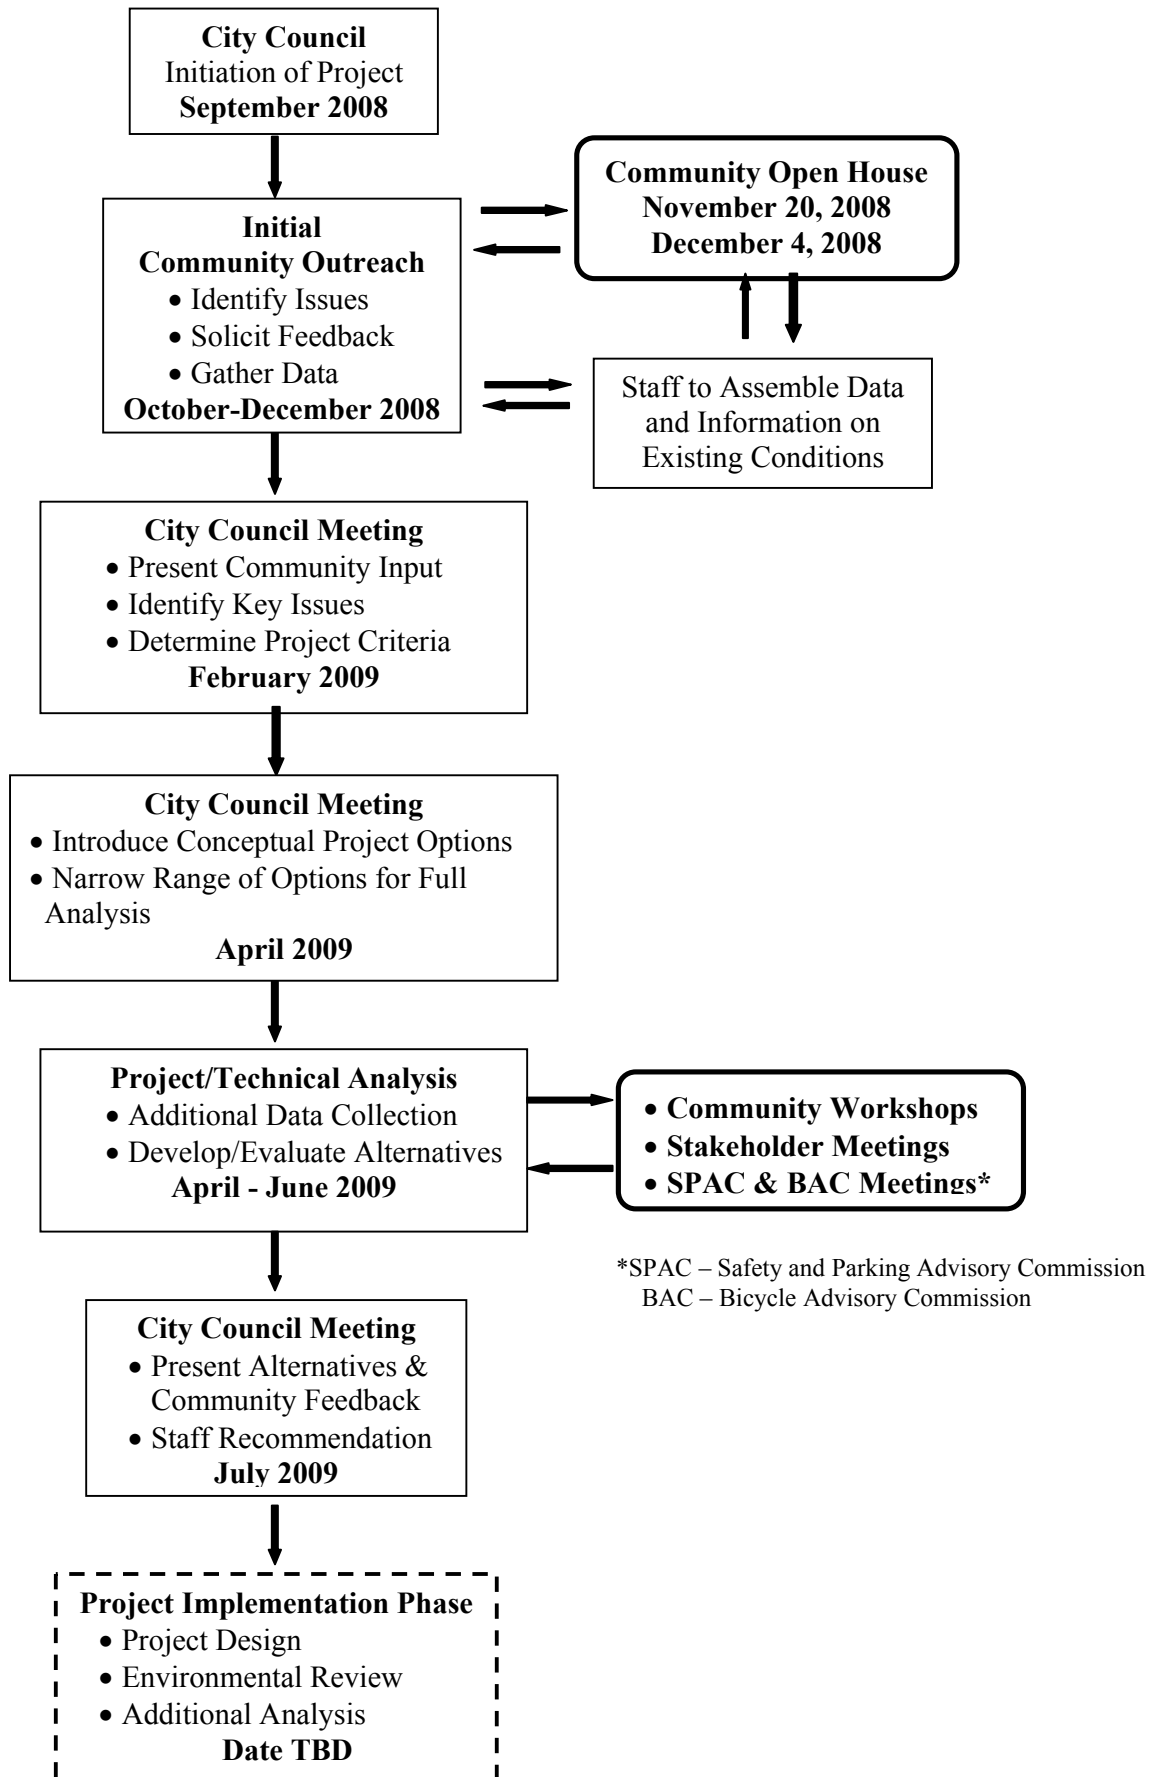 City Council
Initiation of Project
September 2008
Community Open House
November 20, 2008
December 4, 2008
Initial
Community Outreach
• Identify Issues
• Solicit Feedback
• Gather Data
October-December 2008
Staff to Assemble Data
and Information on
Existing Conditions
City Council Meeting
• Present Community Input
• Identify Key Issues
• Determine Project Criteria
February 2009
City Council Meeting
• Introduce Conceptual Project Options
• Narrow Range of Options for Full
Analysis
April 2009
Project/Technical Analysis
• Additional Data Collection
• Develop/Evaluate Alternatives
April - June 2009
• Community Workshops
• Stakeholder Meetings
• SPAC & BAC Meetings*
*SPAC – Safety and Parking Advisory Commission
BAC – Bicycle Advisory Commission
City Council Meeting
• Present Alternatives &
Community Feedback
• Staff Recommendation
July 2009
Project Implementation Phase
• Project Design
• Environmental Review
• Additional Analysis
Date TBD